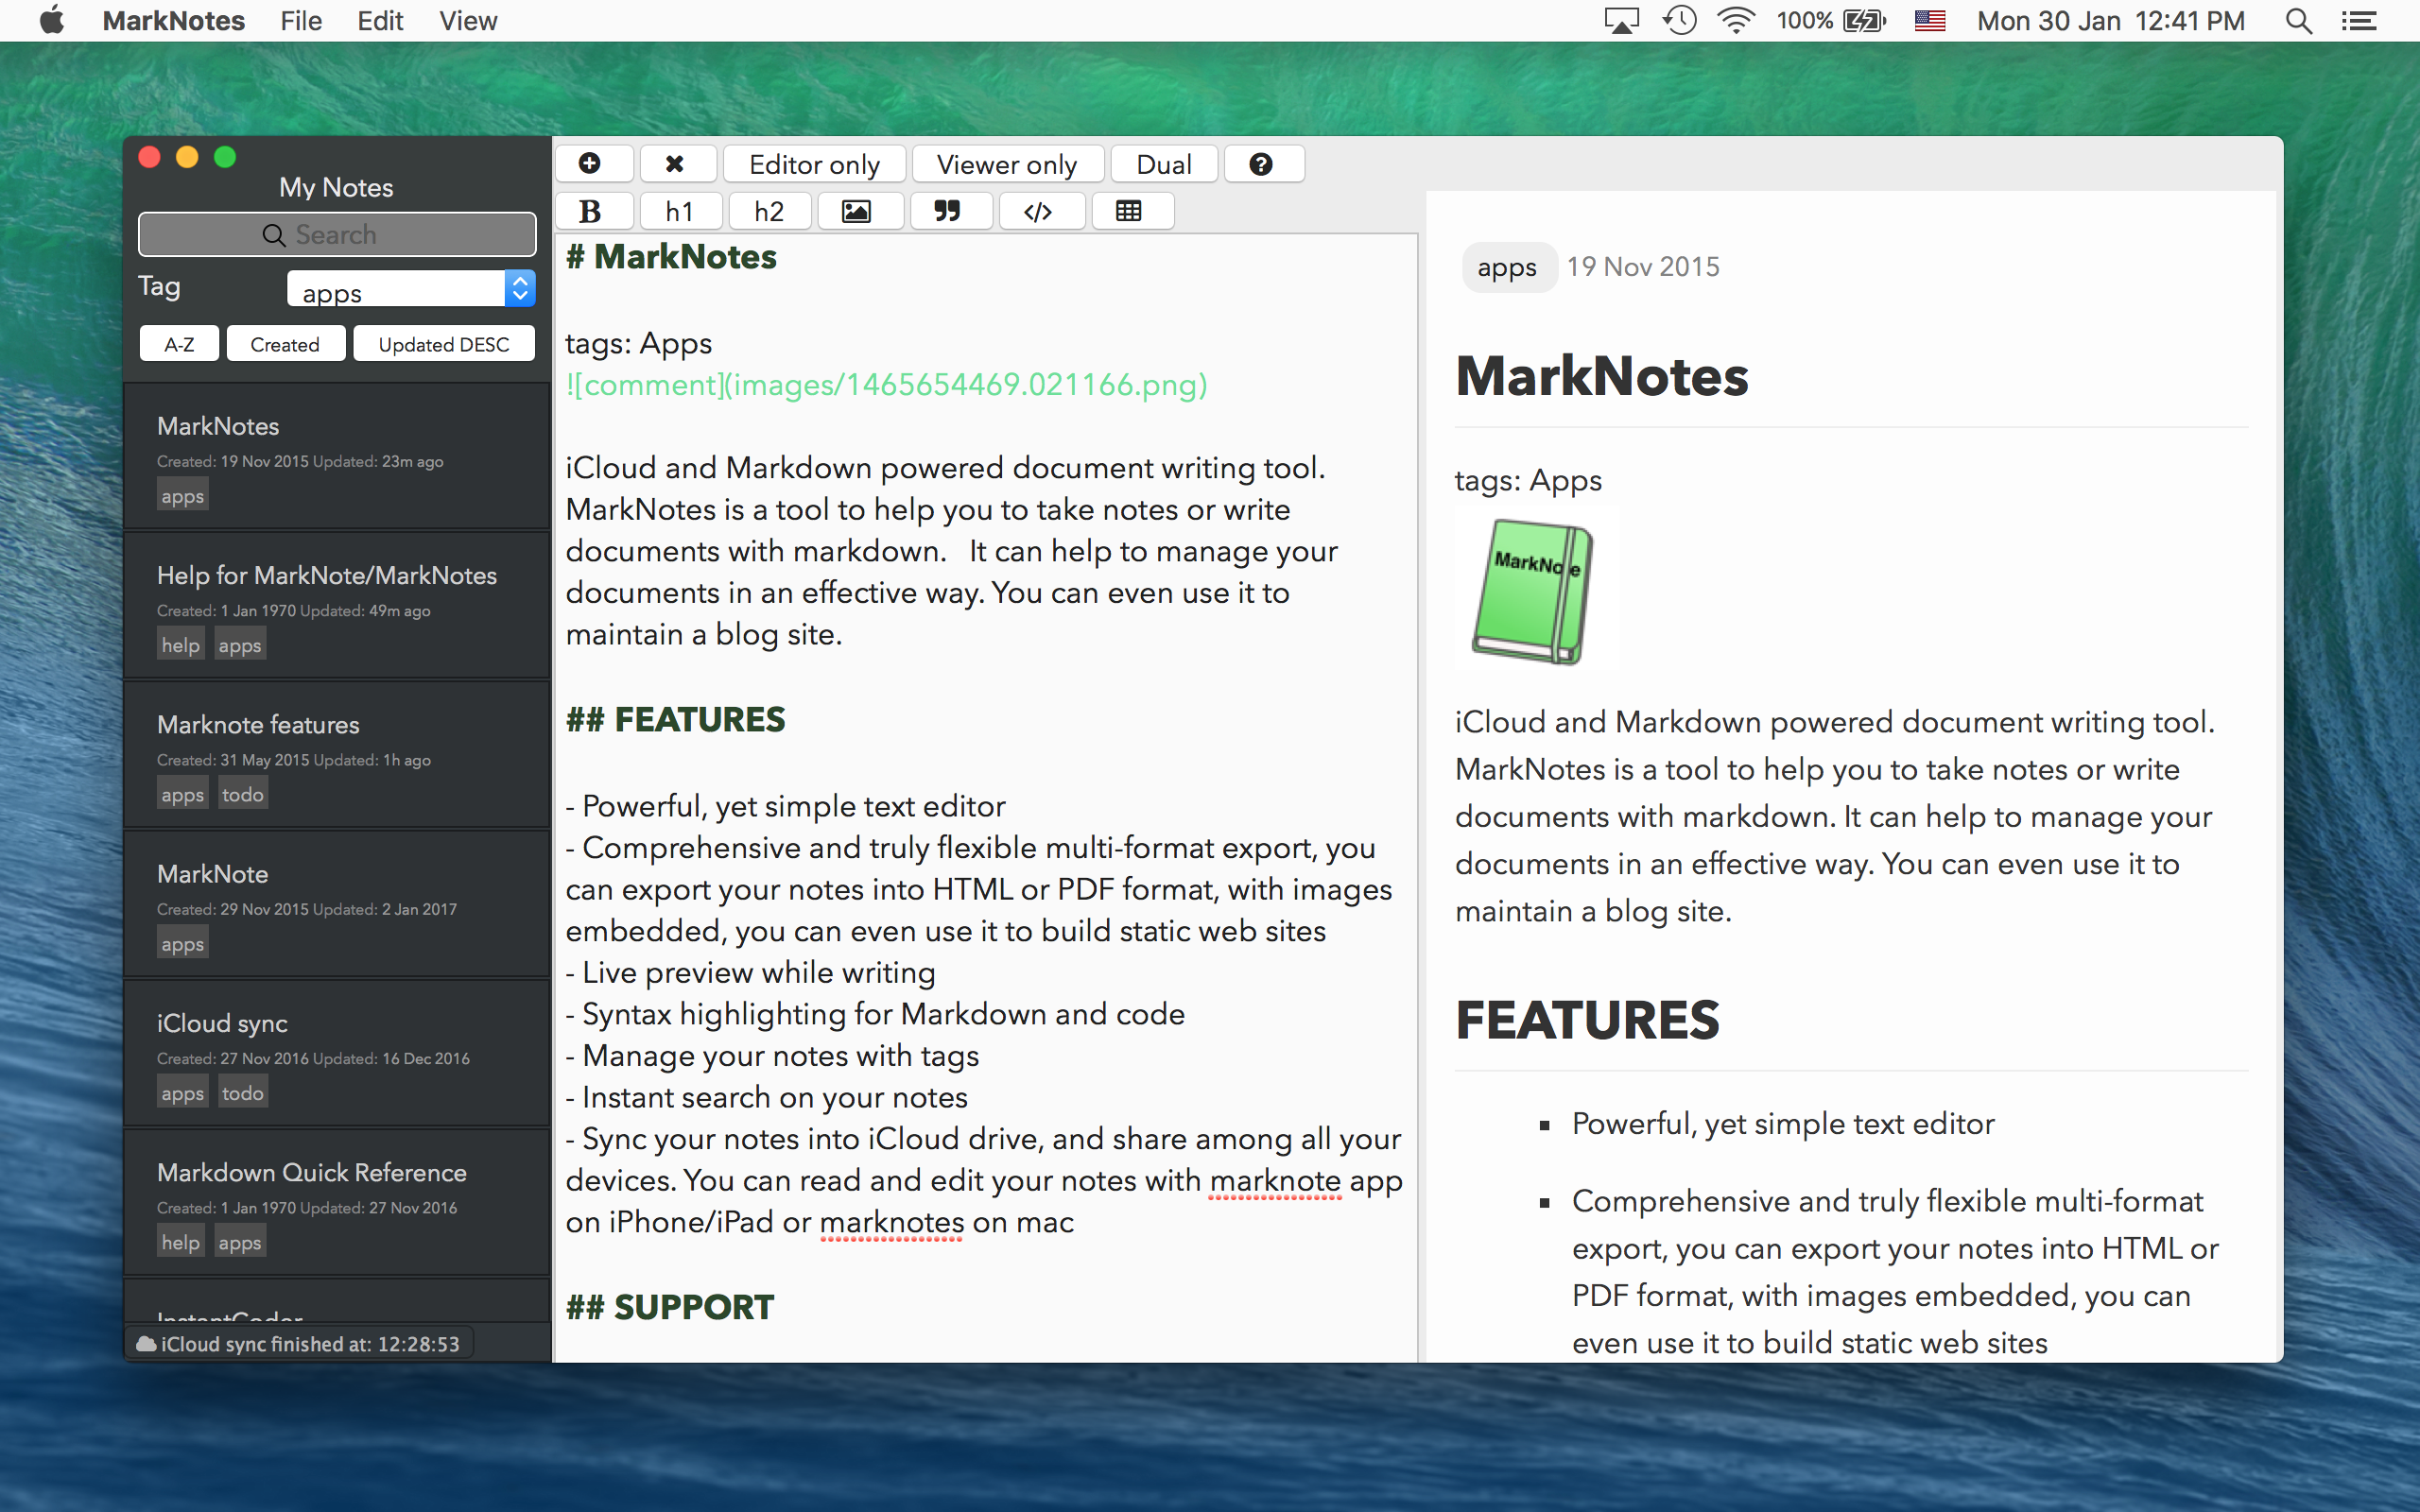 MarkNotes File Edit View 100% Mon 30 Jan 12:41 PM
My Notes
Search
Tag apps
A-Z Created Updated DESC
MarkNotes
Created: 19 Nov 2015 Updated: 23m ago
apps
Help for MarkNote/MarkNotes
Created: 1 Jan 1970 Updated: 49m ago
help apps
Marknote features
Created: 31 May 2015 Updated: 1h ago
apps todo
MarkNote
Created: 29 Nov 2015 Updated: 2 Jan 2017
apps
iCloud sync
Created: 27 Nov 2016 Updated: 16 Dec 2016
apps todo
Markdown Quick Reference
Created: 1 Jan 1970 Updated: 27 Nov 2016
help apps
InstantCoder
iCloud sync finished at: 12:28:53
Editor only Viewer only Dual ?
B h1 h2 </>
# MarkNotes
tags: Apps
![comment](images/1465654469.021166.png)
iCloud and Markdown powered document writing tool.
MarkNotes is a tool to help you to take notes or write
documents with markdown.   It can help to manage your
documents in an effective way. You can even use it to
maintain a blog site.
## FEATURES
- Powerful, yet simple text editor
- Comprehensive and truly flexible multi-format export, you
can export your notes into HTML or PDF format, with images
embedded, you can even use it to build static web sites
- Live preview while writing
- Syntax highlighting for Markdown and code
- Manage your notes with tags
- Instant search on your notes
- Sync your notes into iCloud drive, and share among all your
devices. You can read and edit your notes with marknote app
on iPhone/iPad or marknotes on mac
## SUPPORT
apps 19 Nov 2015
MarkNotes
tags: Apps
MarkNote
iCloud and Markdown powered document writing tool.
MarkNotes is a tool to help you to take notes or write
documents with markdown. It can help to manage your
documents in an effective way. You can even use it to
maintain a blog site.
FEATURES
▪ Powerful, yet simple text editor
▪ Comprehensive and truly flexible multi-format
export, you can export your notes into HTML or
PDF format, with images embedded, you can
even use it to build static web sites